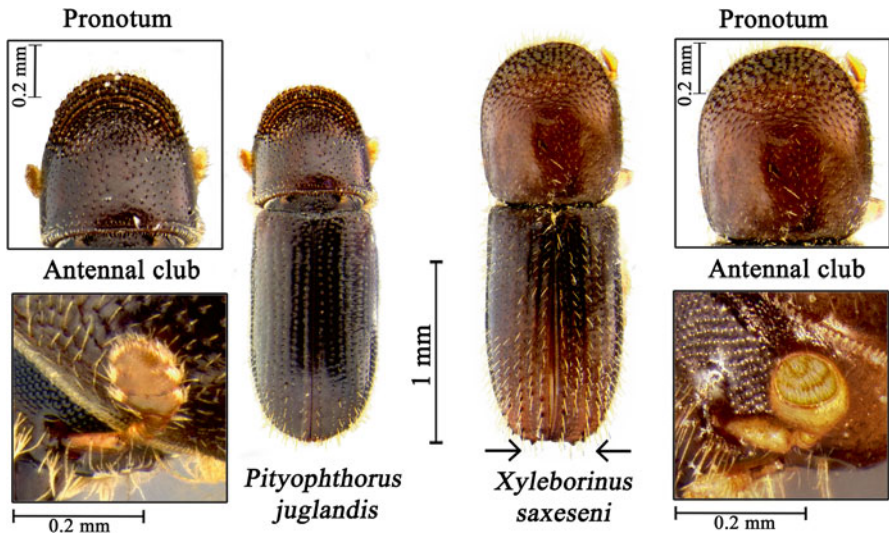 Pronotum
0.2 mm
Antennal club
0.2 mm
Pityophthorus
juglandis
1 mm
Xyleborinus
saxeseni
Pronotum
0.2 mm
Antennal club
0.2 mm